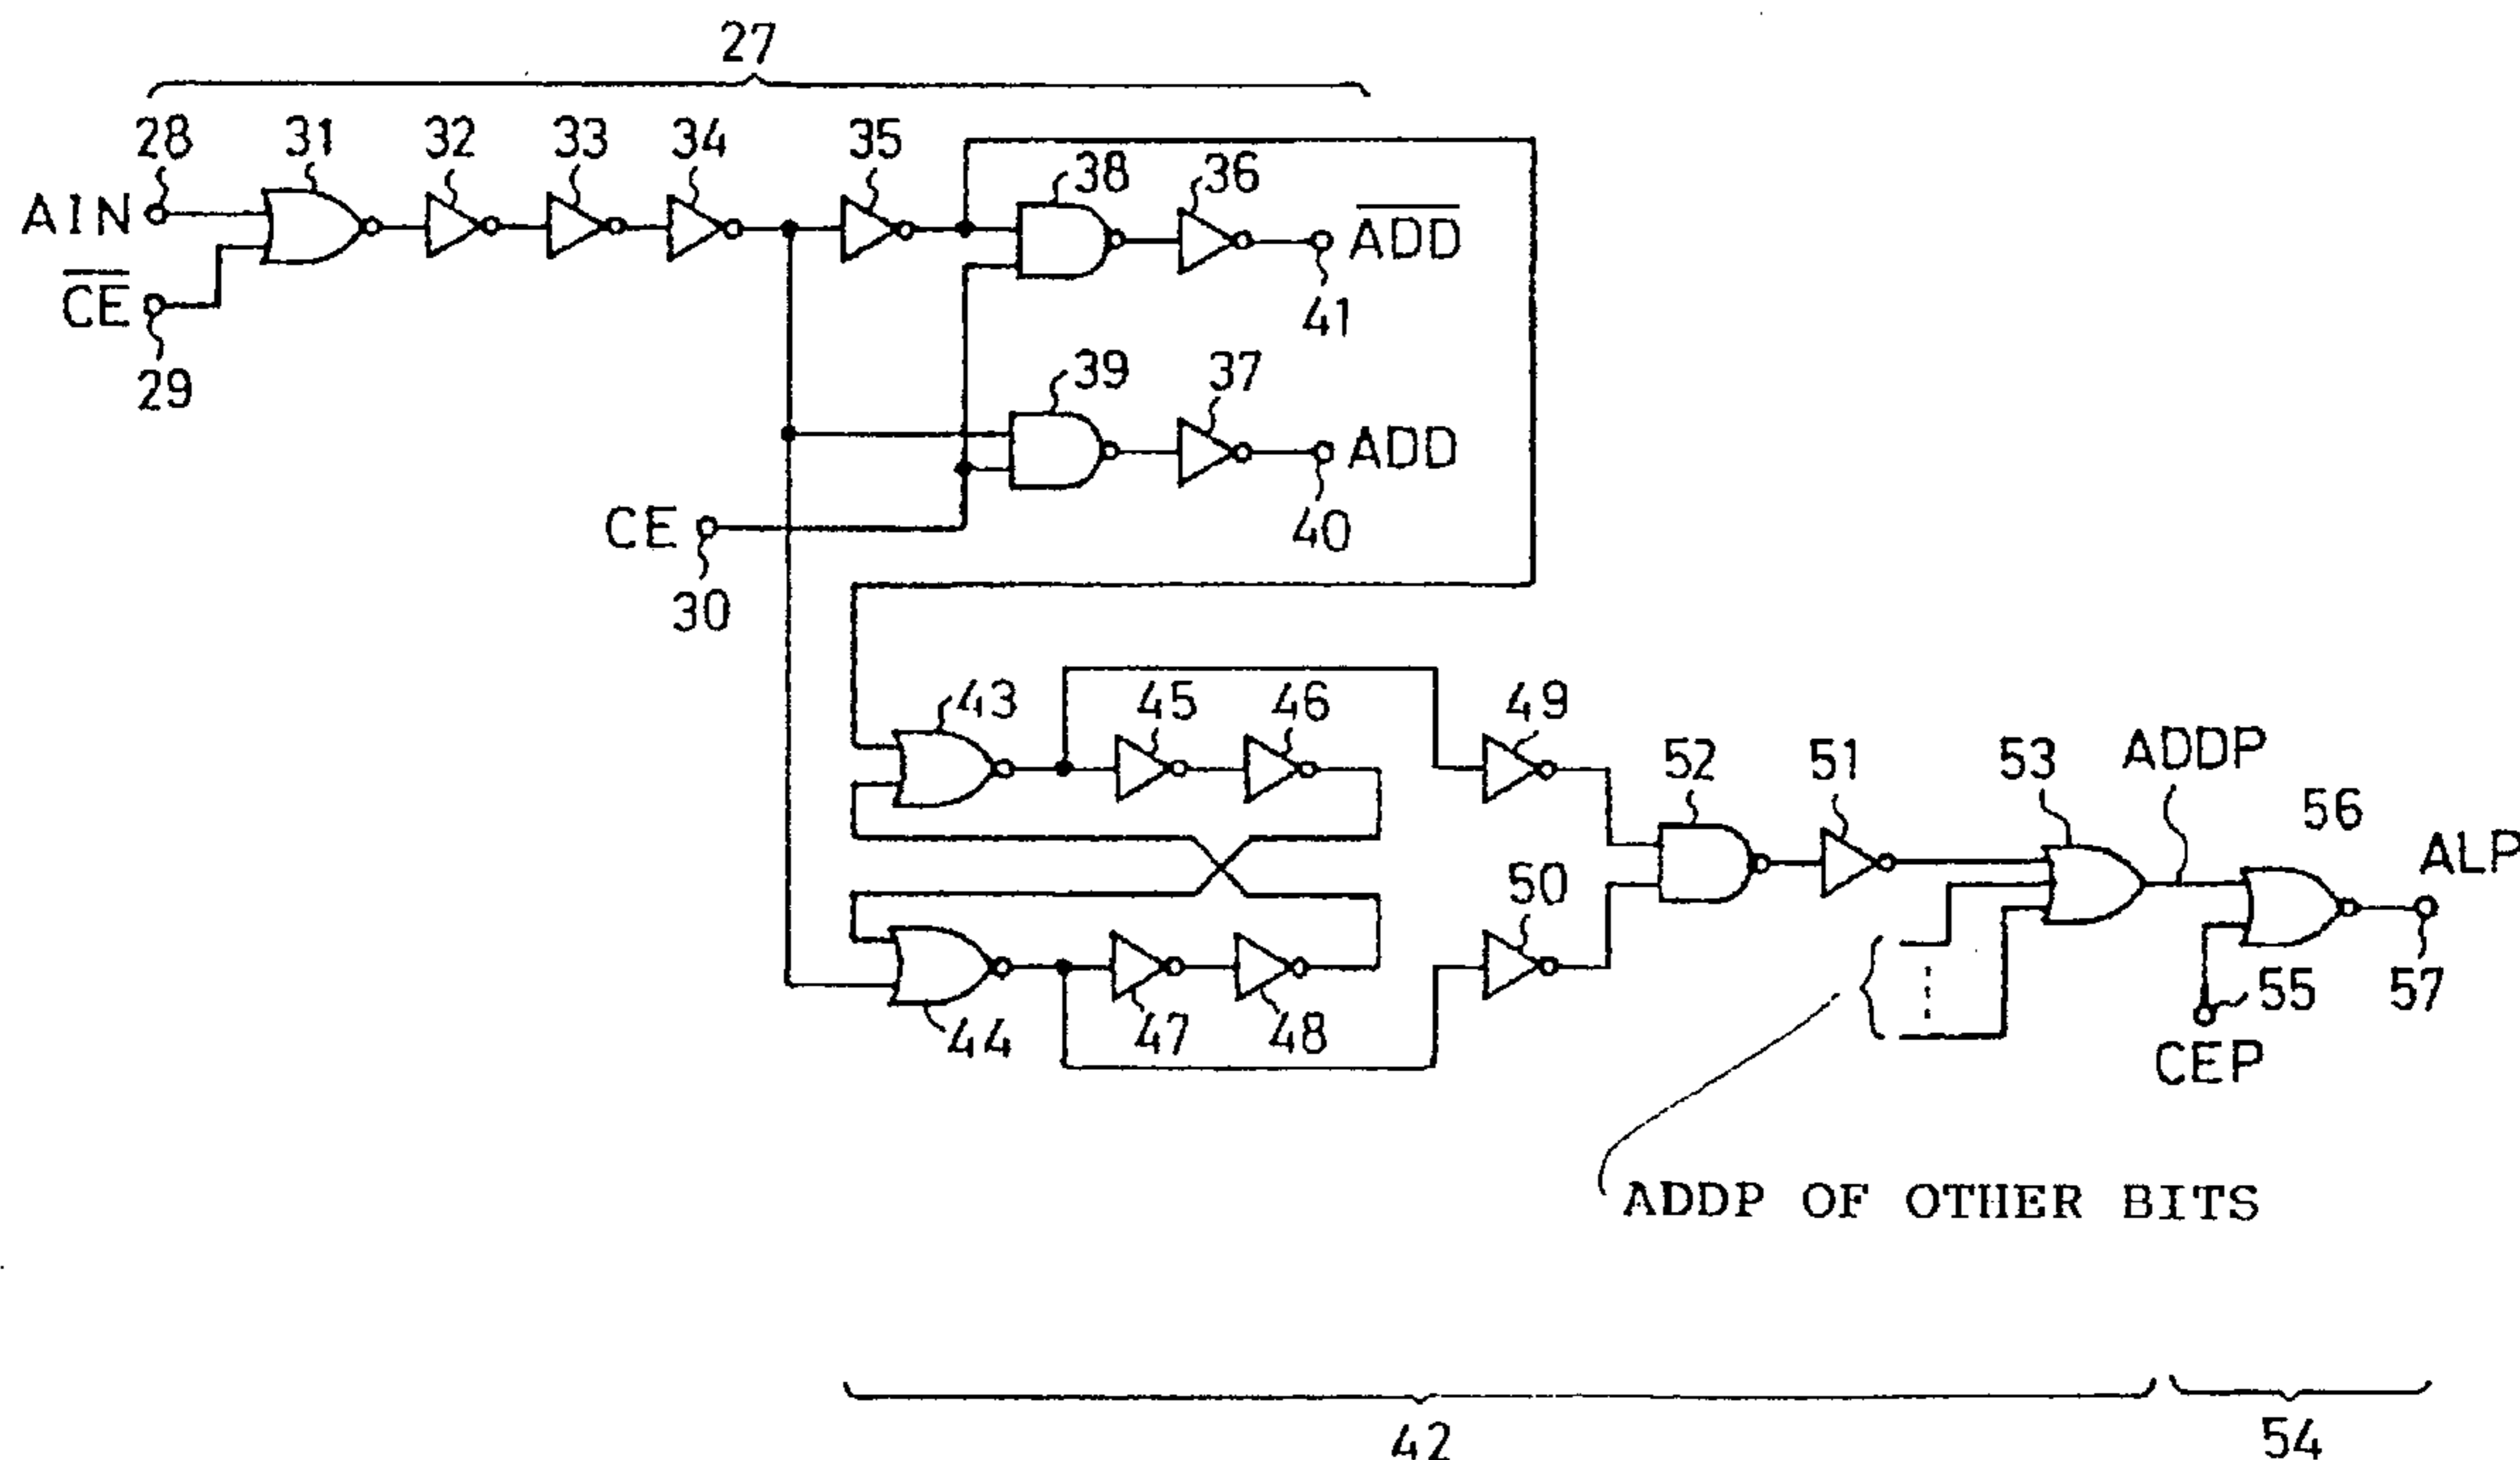 27
28 31 32 33 34 35 38 36
AIN
C̅E̅
A̅D̅D̅
41
29
39 37
ADD
40
CE
30
43 45 46 49
52 51 53 ADDP
56
ALP
50
44 47 48
55 57
CEP
ADDP OF OTHER BITS
42 54